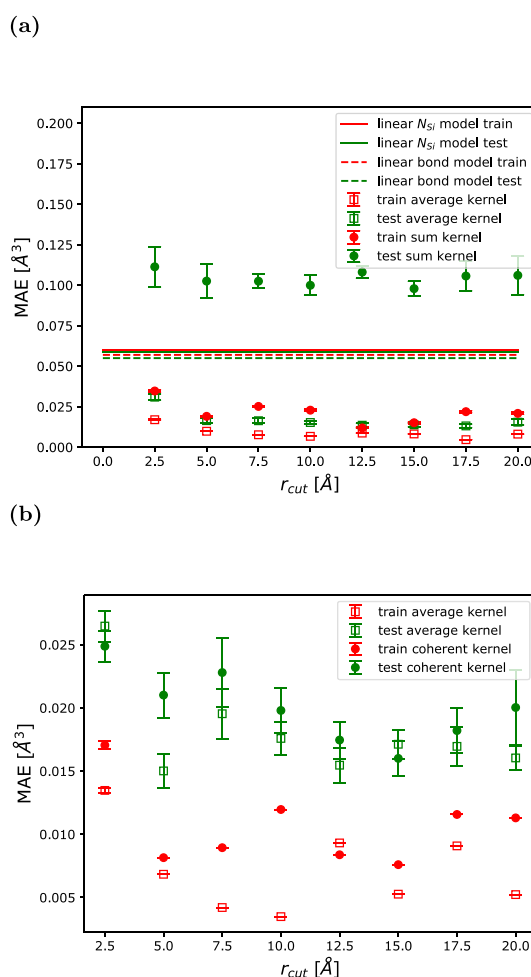 (a)
0.200
0.175
0.150
0.125
0.100
0.075
0.050
0.025
0.000
MAE [Å³]
linear N_Si model train
linear N_Si model test
linear bond model train
linear bond model test
train average kernel
test average kernel
train sum kernel
test sum kernel
0.0 2.5 5.0 7.5 10.0 12.5 15.0 17.5 20.0
r_cut [Å]
(b)
0.025
0.020
0.015
0.010
0.005
MAE [Å³]
train average kernel
test average kernel
train coherent kernel
test coherent kernel
2.5 5.0 7.5 10.0 12.5 15.0 17.5 20.0
r_cut [Å]